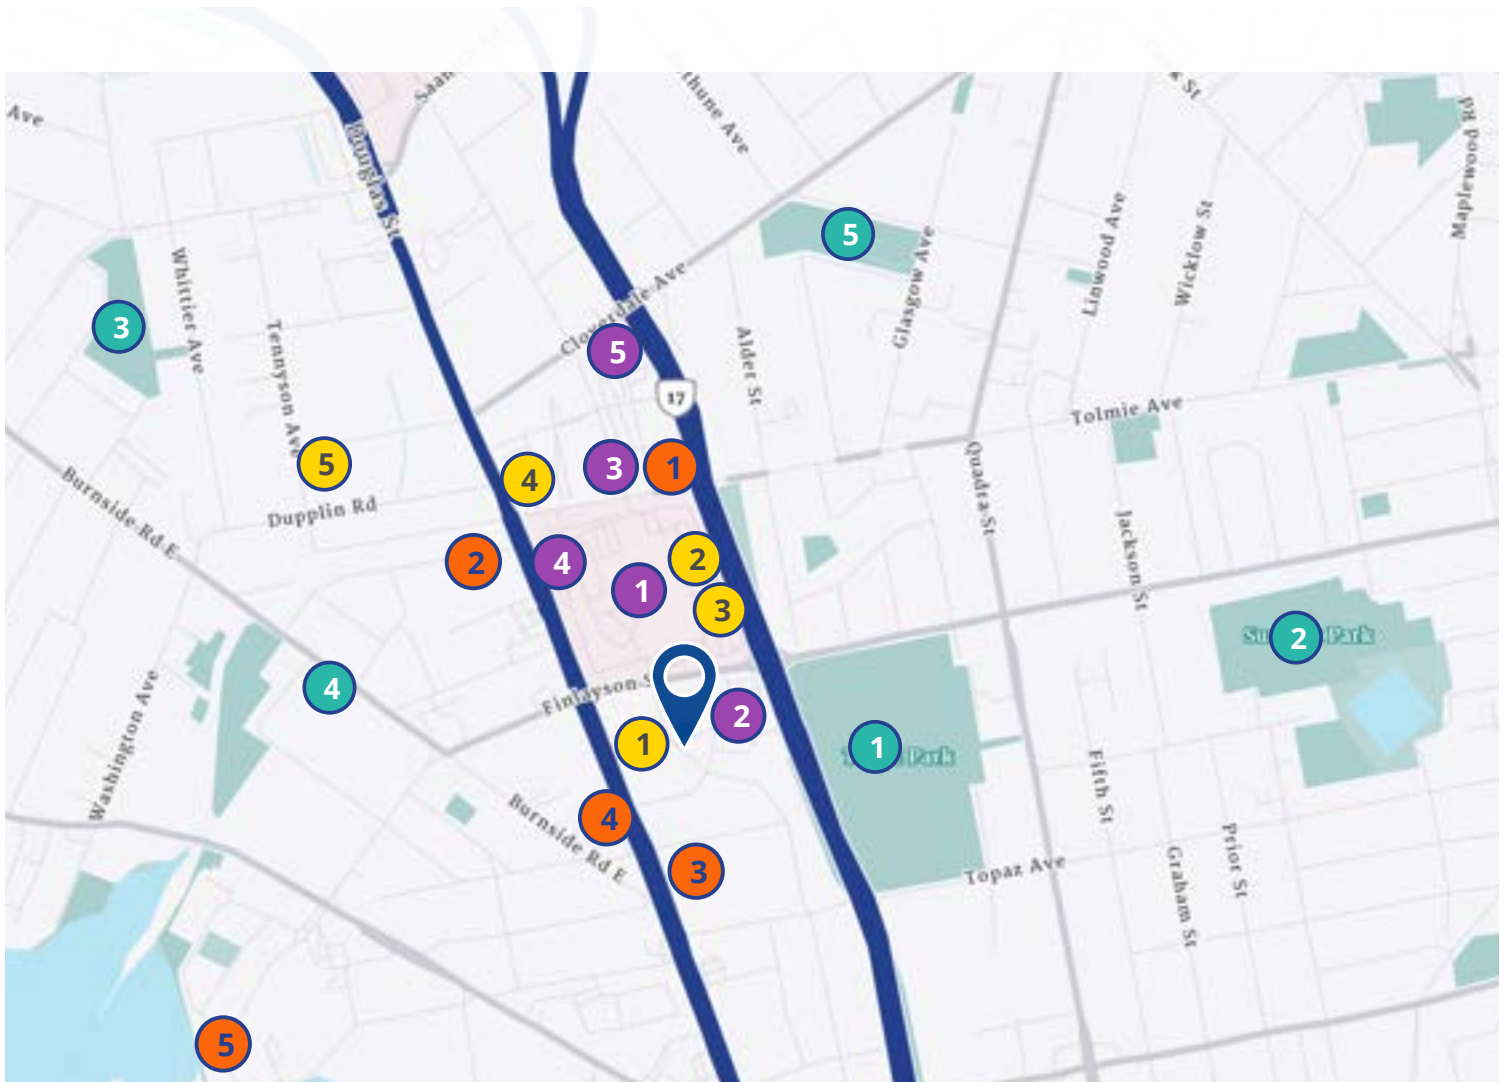 Ave
Douglas St
Whittier Ave
Tennyson Ave
Cloverdale Ave
Alder St
Glasgow Ave
Linwood Ave
Wicklow St
Maplewood Rd
5
3
5
17
Tolmie Ave
5
4
3
1
Burnside Rd E
Dupplin Rd
Quadra St
Jackson St
2
4
2
1
3
2
Park
4
Finlayson
2
1
1
Park
Washington Ave
Fifth St
4
Burnside Rd E
3
Topaz Ave
Graham St
Prior St
5